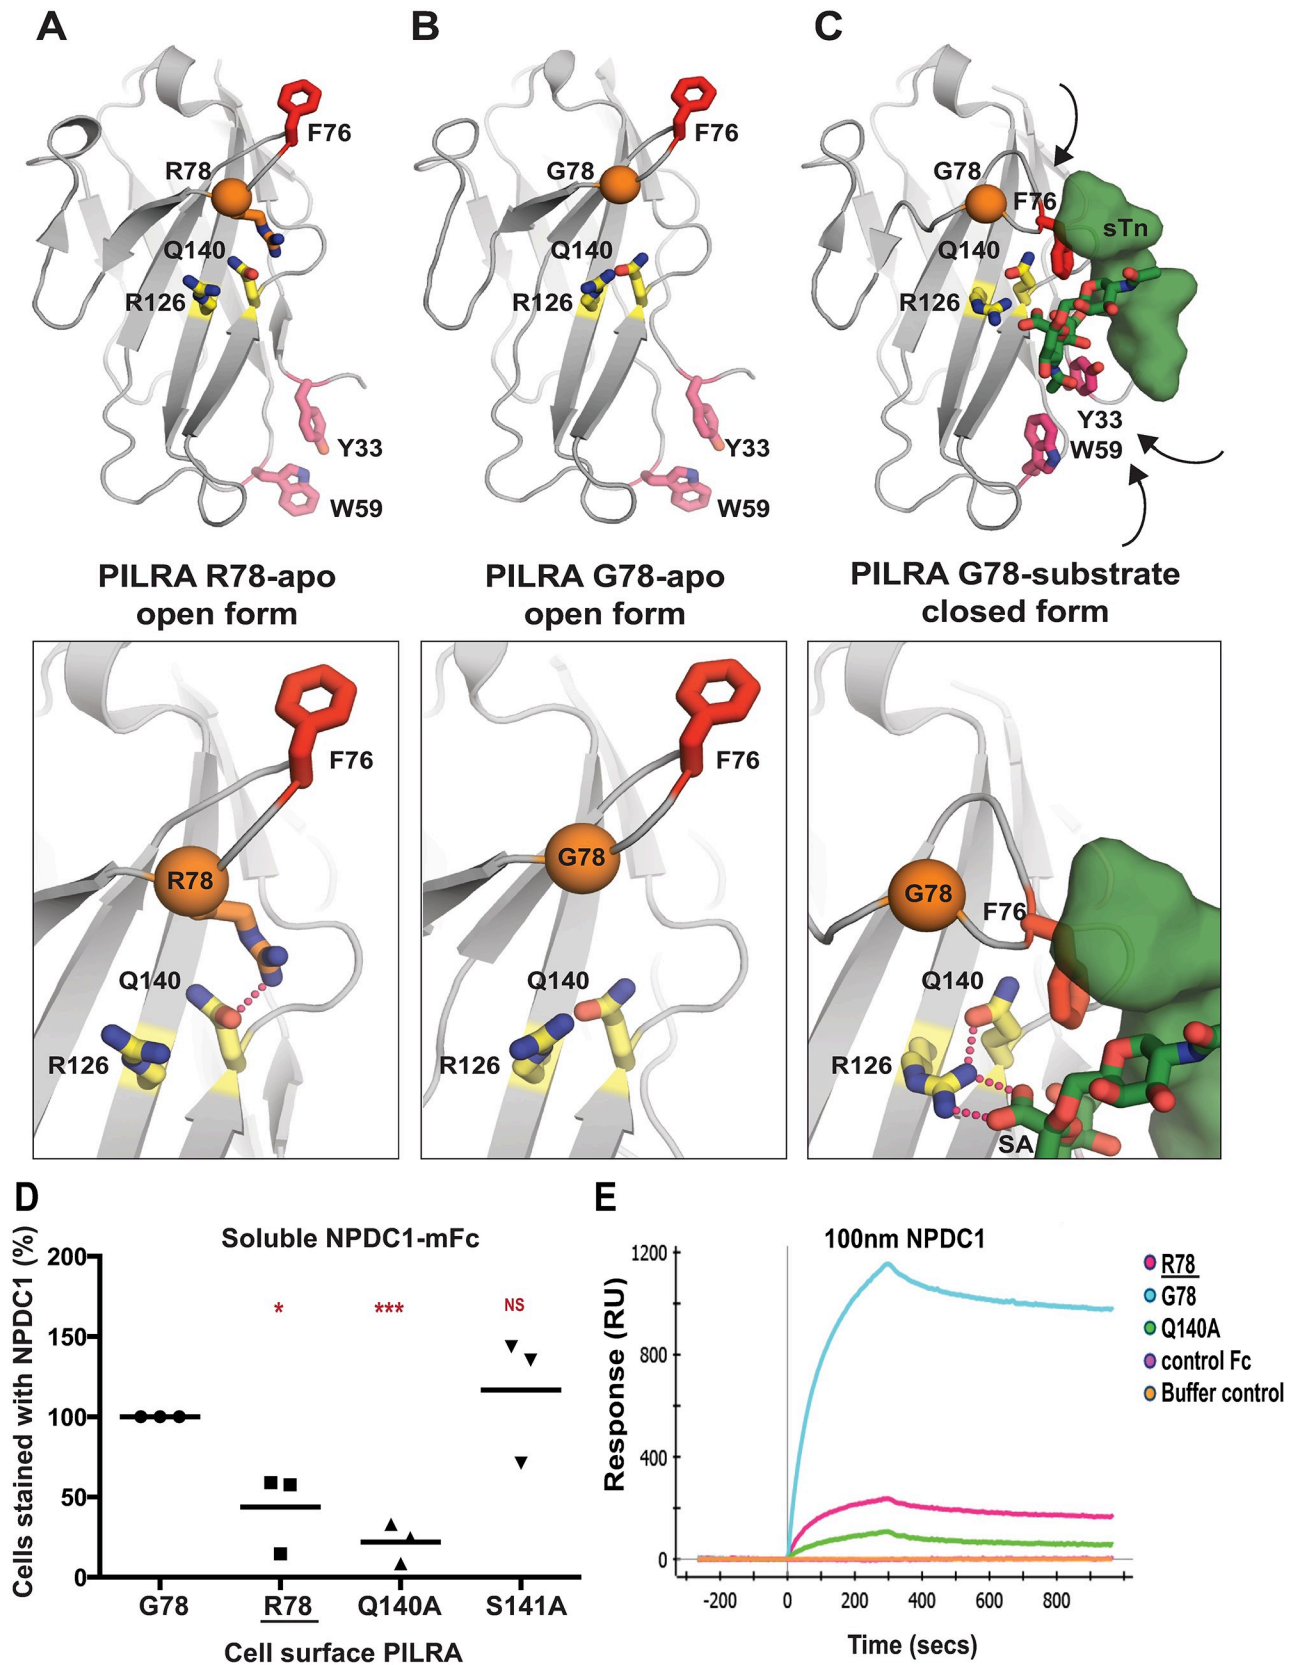 A
B
C
F76
R78
Q140
R126
Y33
W59
F76
G78
Q140
R126
Y33
W59
G78
F76
sTn
Q140
R126
Y33
W59
PILRA R78-apo
open form
PILRA G78-apo
open form
PILRA G78-substrate
closed form
F76
R78
Q140
R126
F76
G78
Q140
R126
G78
F76
Q140
R126
SA
D
Soluble NPDC1-mFc
Cells stained with NPDC1 (%)
200
150
100
50
0
*
***
NS
G78
R78
Q140A
S141A
Cell surface PILRA
E
100nm NPDC1
Response (RU)
1200
800
400
0
-200
0
200
400
600
800
Time (secs)
R78
G78
Q140A
control Fc
Buffer control